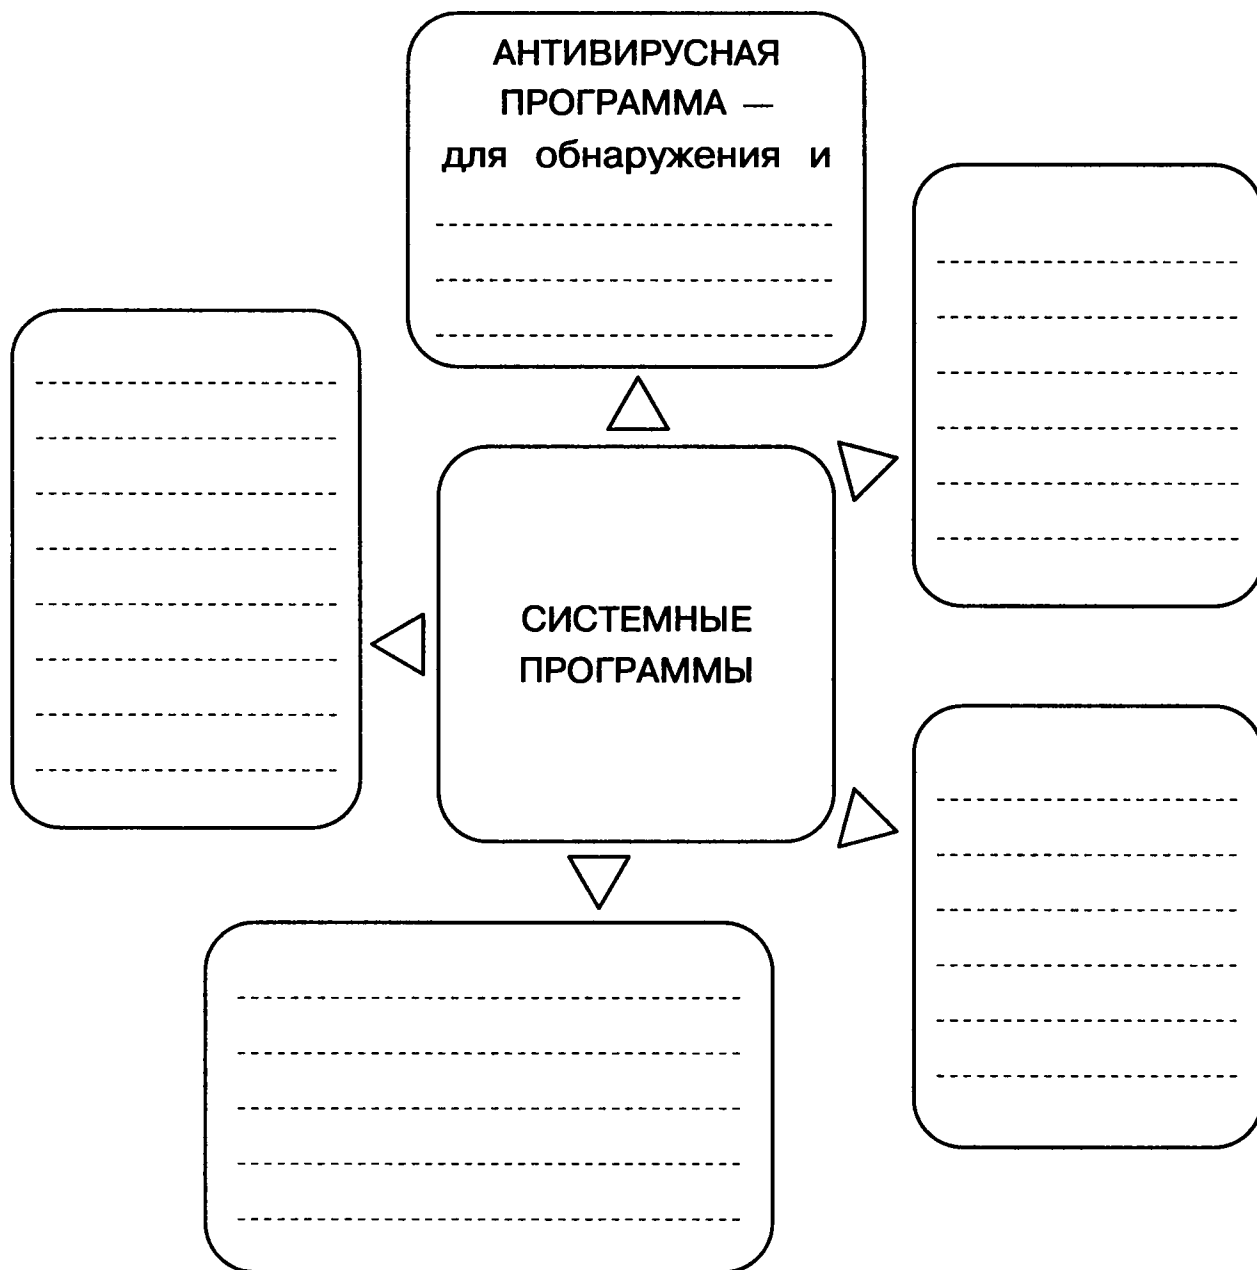 АНТИВИРУСНАЯ
ПРОГРАММА —
для обнаружения и
СИСТЕМНЫЕ
ПРОГРАММЫ